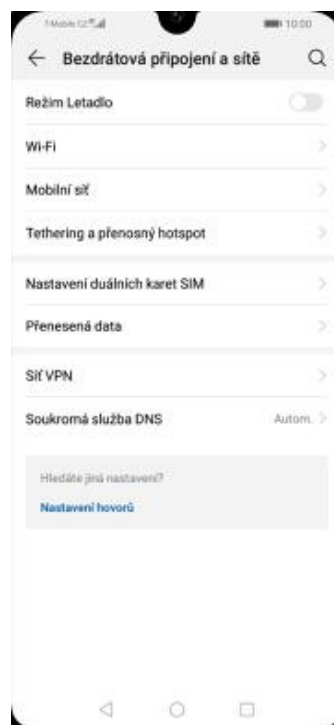 T-Mobile CZ
10:00
Bezdrátová připojení a sítě
Režim Letadlo
Wi-Fi
Mobilní síť
Tethering a přenosný hotspot
Nastavení duálních karet SIM
Přenesená data
Síť VPN
Soukromá služba DNS Autom.
Hledáte jiná nastavení?
Nastavení hovorů